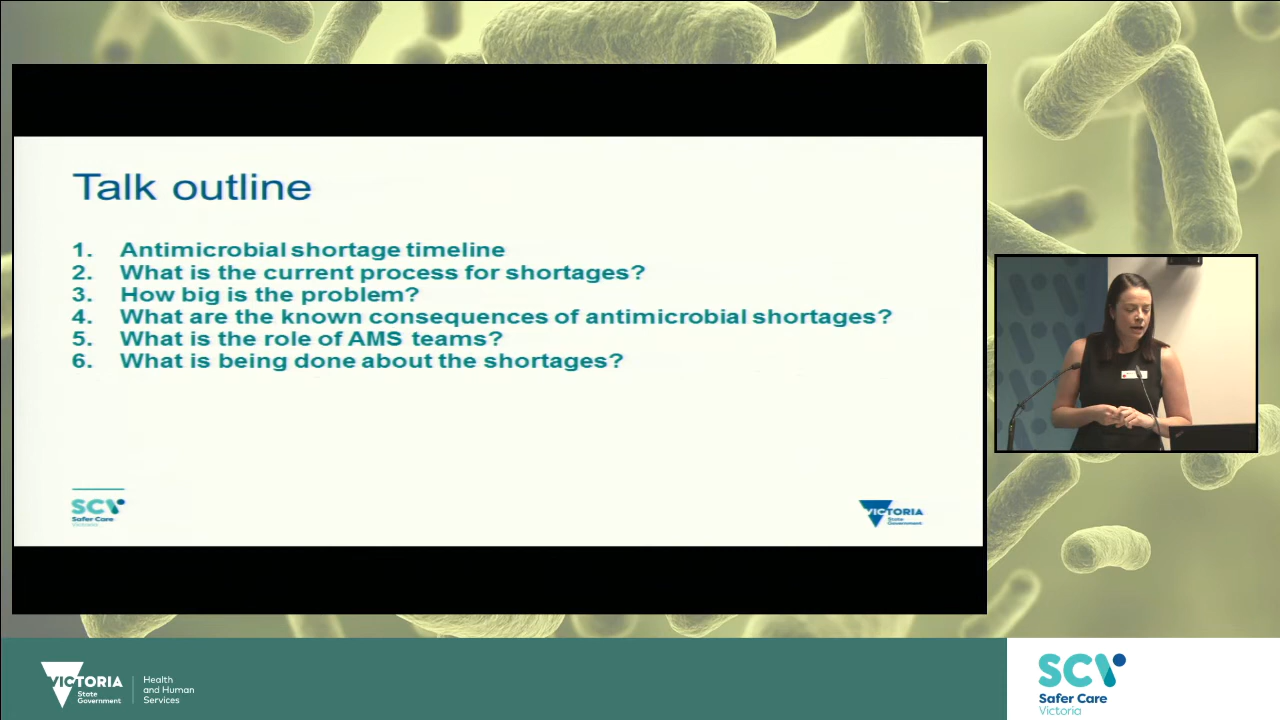 Talk outline
1. Antimicrobial shortage timeline
2. What is the current process for shortages?
3. How big is the problem?
4. What are the known consequences of antimicrobial shortages?
5. What is the role of AMS teams?
6. What is being done about the shortages?
SCV
Safer Care
Victoria
VICTORIA
State
Government
VICTORIA
State
Government
Health
and Human
Services
SCV
Safer Care
Victoria